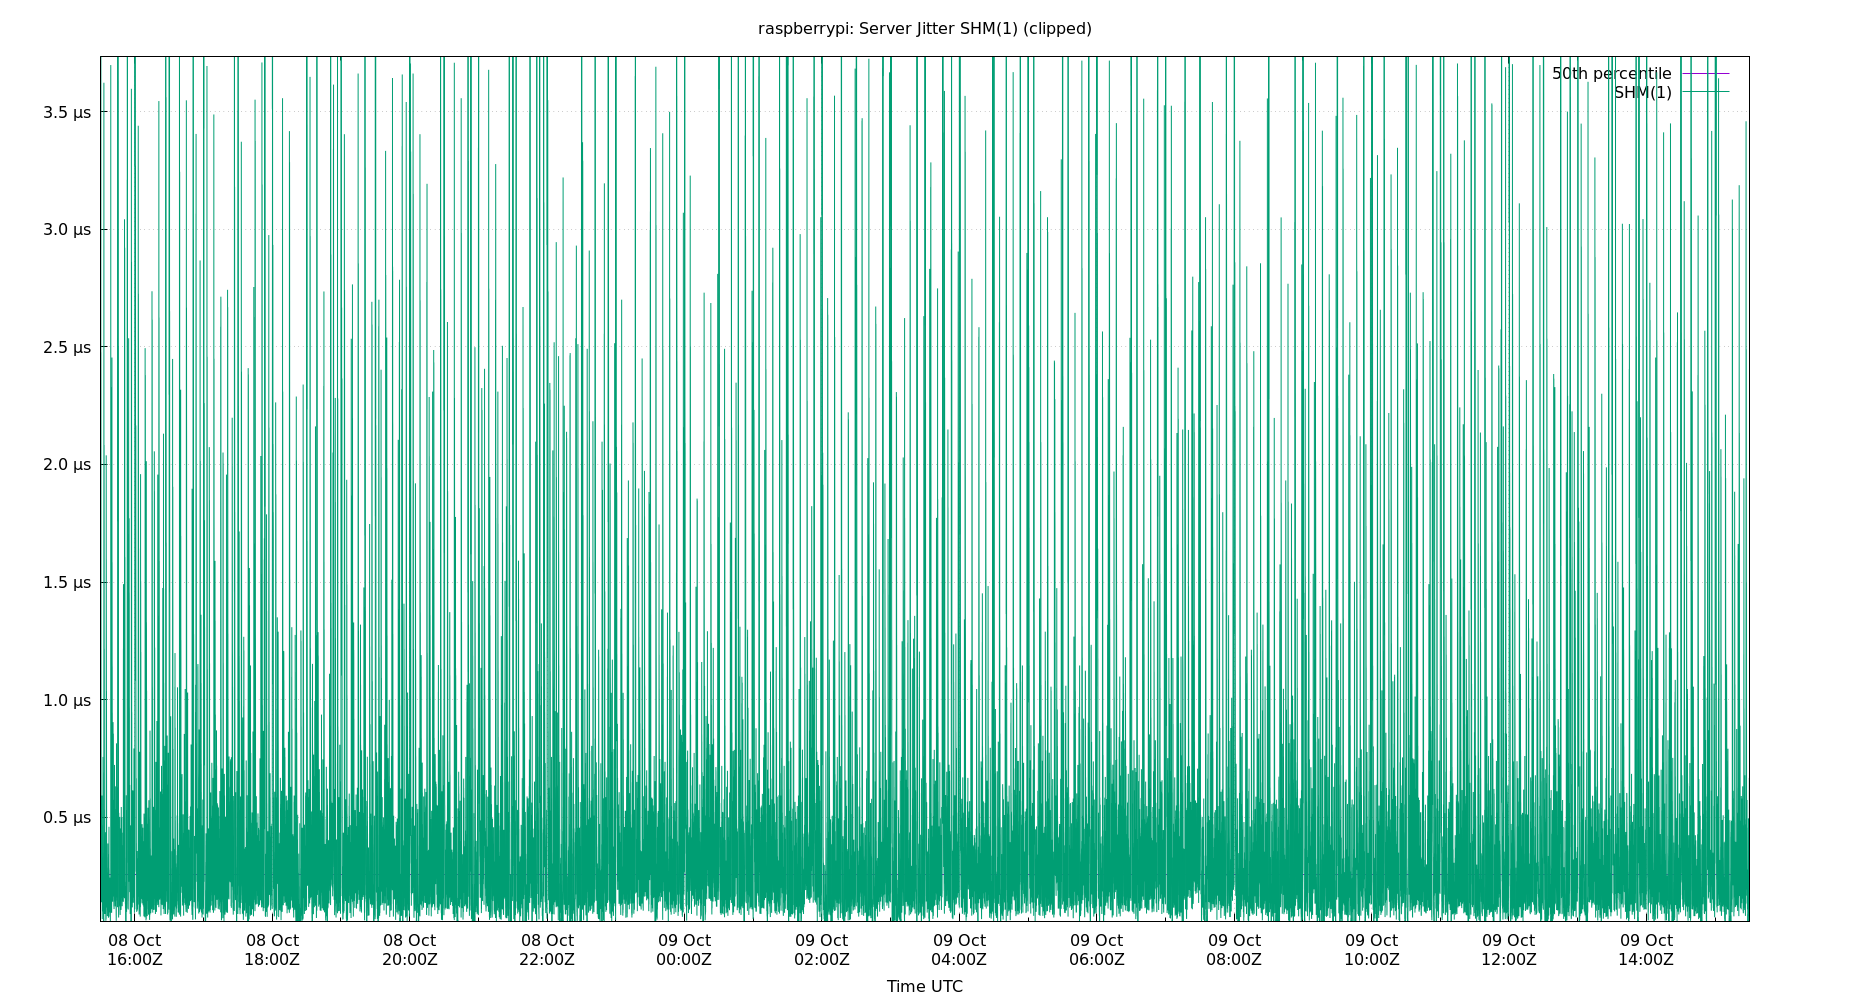 raspberrypi: Server Jitter SHM(1) (clipped)
50th percentile
SHM(1)
3.5 µs
3.0 µs
2.5 µs
2.0 µs
1.5 µs
1.0 µs
0.5 µs
08 Oct 08 Oct 08 Oct 08 Oct 09 Oct 09 Oct 09 Oct 09 Oct 09 Oct 09 Oct 09 Oct 09 Oct
16:00Z 18:00Z 20:00Z 22:00Z 00:00Z 02:00Z 04:00Z 06:00Z 08:00Z 10:00Z 12:00Z 14:00Z
Time UTC